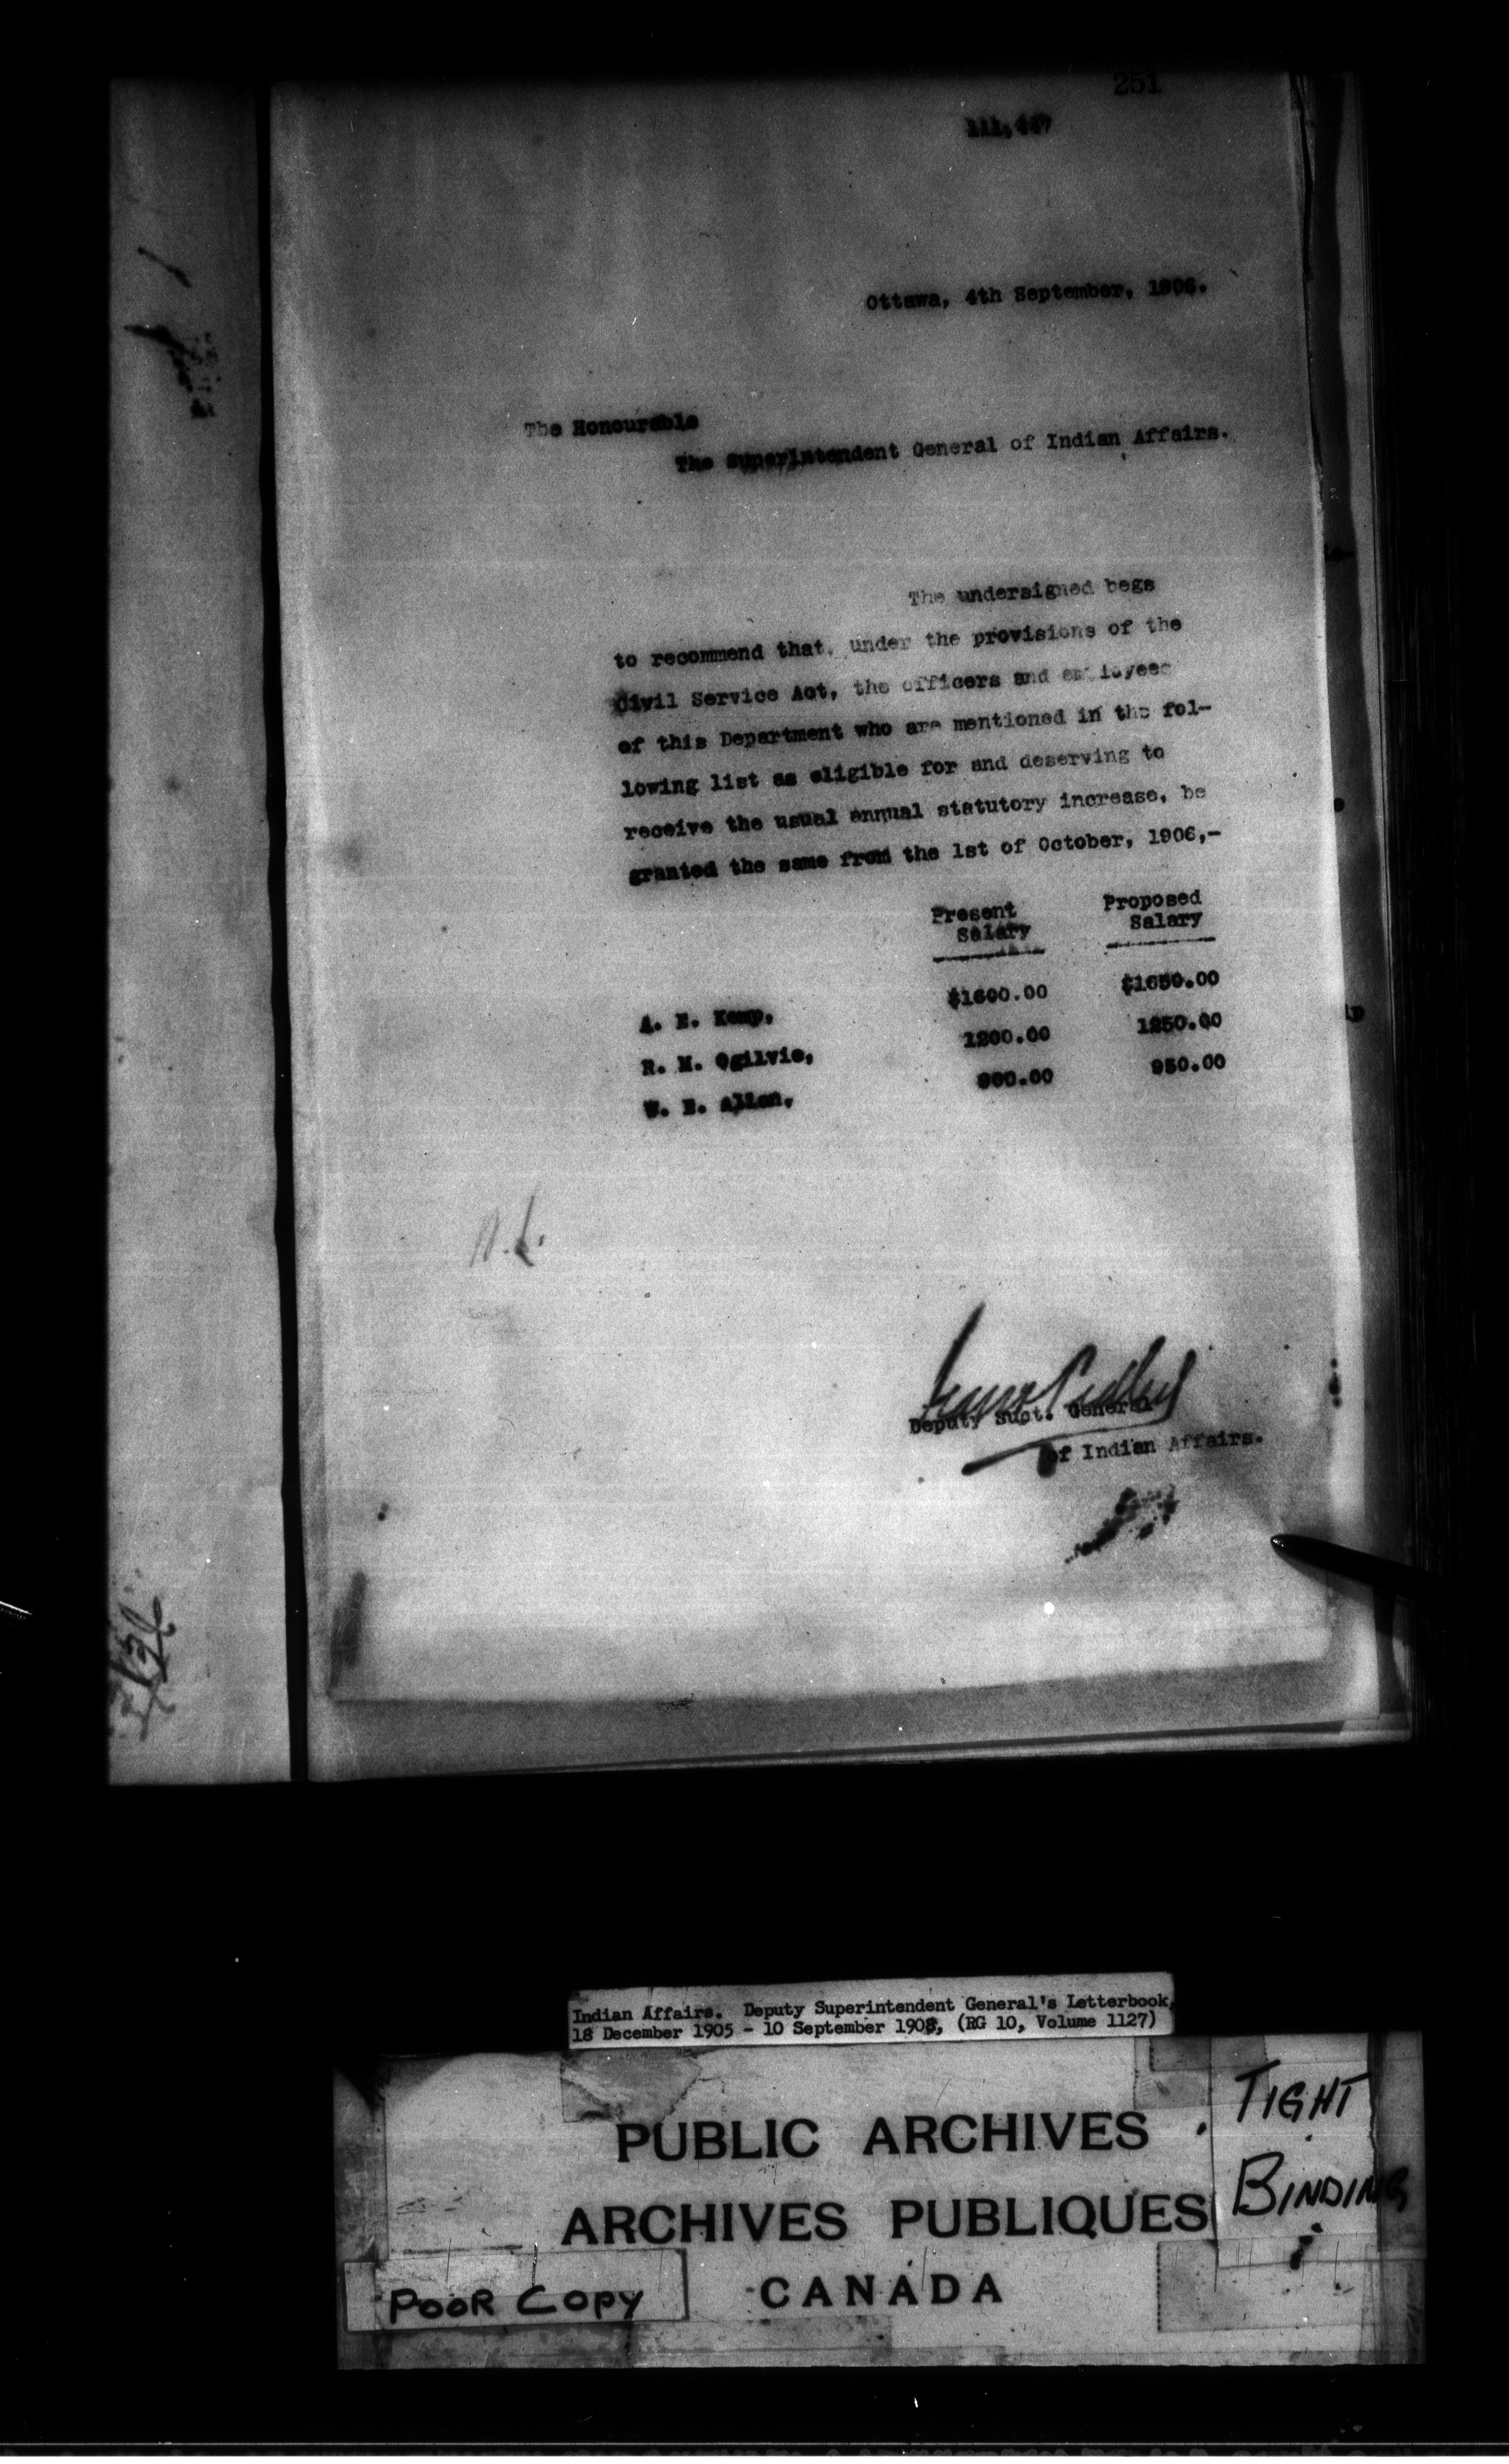 251
111,447
Ottawa, 4th September, 1906.
The Honourable
The Superintendent General of Indian Affairs.
The undersigned begs
to recommend that, under the provisions of the
Civil Service Act, the officers and employees
of this Department who are mentioned in the fol-
lowing list as eligible for and deserving to
receive the usual annual statutory increase, be
granted the same from the 1st of October, 1906,-
Present Proposed
Salary Salary
A. E. Kemp, $1600.00 $1650.00
R. M. Ogilvie, 1200.00 1250.00
W. E. Allen, 900.00 950.00
Frank Pedley
Deputy Supt. General
of Indian Affairs.
Indian Affairs. Deputy Superintendent General's Letterbook,
18 December 1905 - 10 September 1908, (RG 10, Volume 1127)
PUBLIC ARCHIVES
ARCHIVES PUBLIQUES
CANADA
TIGHT
BINDING
POOR COPY